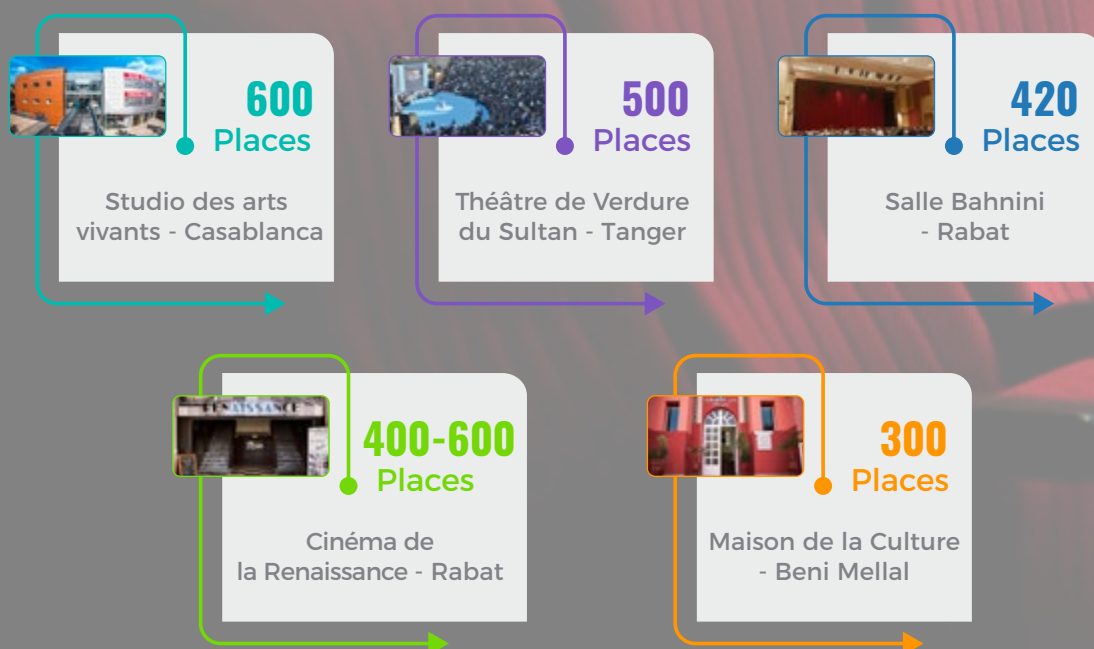 600
Places
Studio des arts
vivants - Casablanca
500
Places
Théâtre de Verdure
du Sultan - Tanger
420
Places
Salle Bahnini
- Rabat
RENAISSANCE
400-600
Places
Cinéma de
la Renaissance - Rabat
300
Places
Maison de la Culture
- Beni Mellal